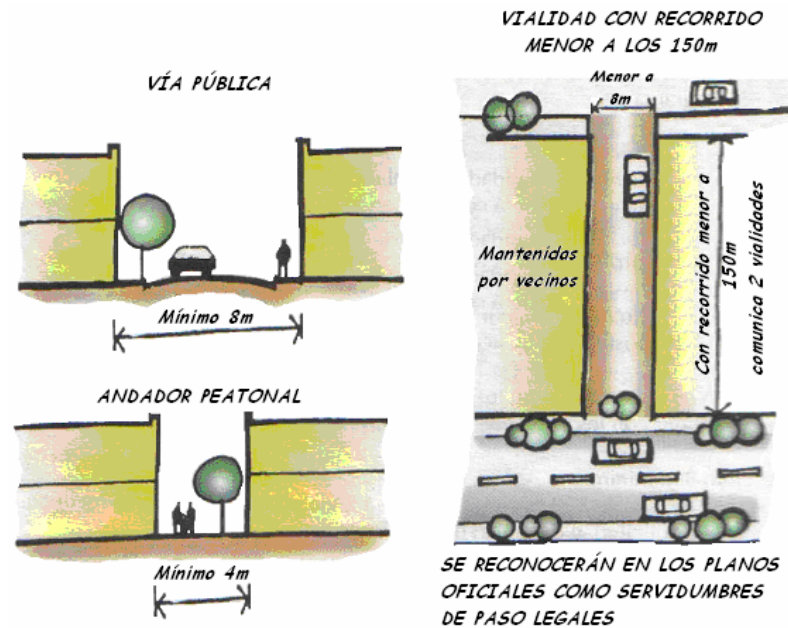 VÍA PÚBLICA
Mínimo 8m
ANDADOR PEATONAL
Mínimo 4m
VIALIDAD CON RECORRIDO
MENOR A LOS 150m
Menor a
8m
Mantenidas
por vecinos
Con recorrido menor a
150m
comunica 2 vialidades
SE RECONOCERÁN EN LOS PLANOS
OFICIALES COMO SERVIDUMBRES
DE PASO LEGALES